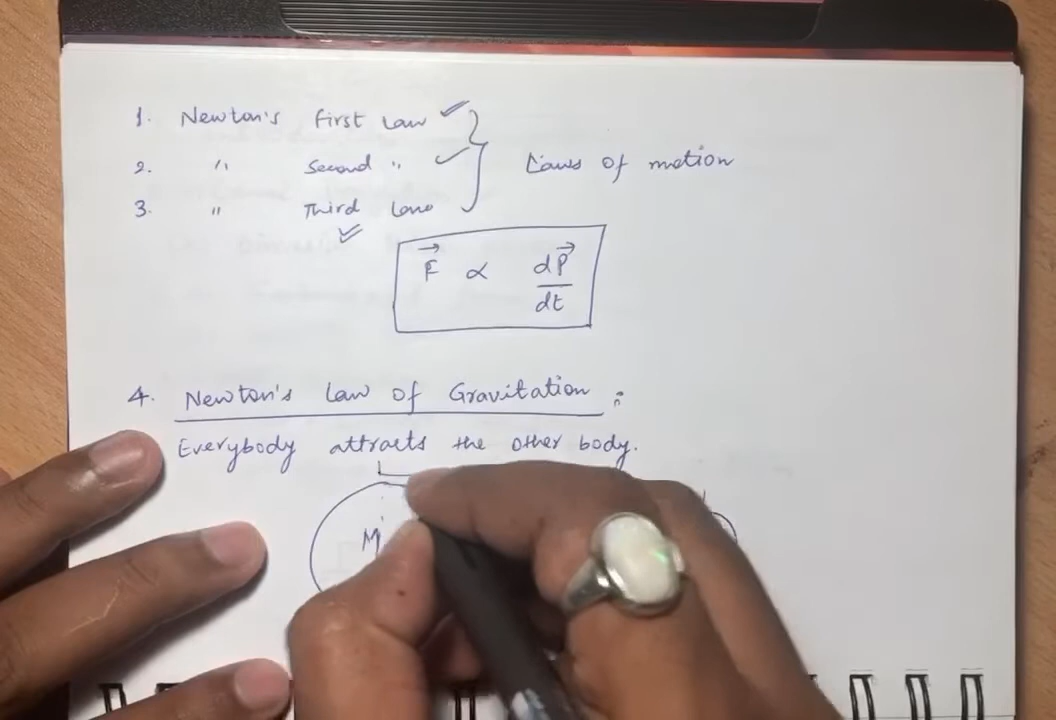 1. Newton's First Law ✓
2. " Second " ✓
3. " Third Law
Laws of motion
F⃗ ∝ dP⃗/dt
4. Newton's Law of Gravitation :
Everybody attracts the other body.
M